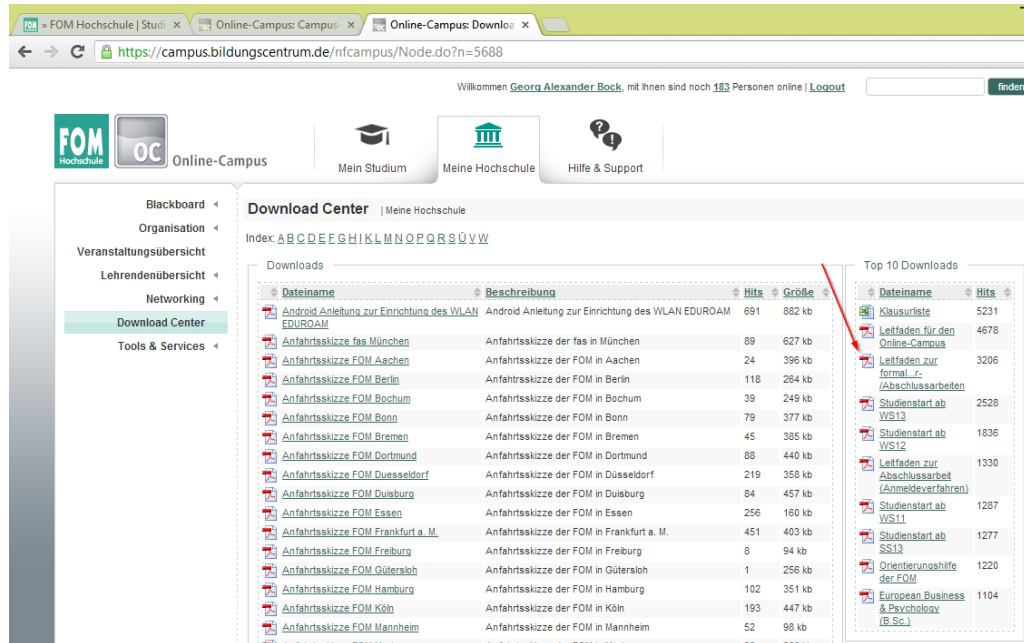 FOM » FOM Hochschule | Studi
Online-Campus: Campus-
OC Online-Campus: Downloa
https://campus.bildungscentrum.de/nfcampus/Node.do?n=5688
Willkommen Georg Alexander Bock, mit Ihnen sind noch 183 Personen online | Logout
finden
FOM Hochschule
OC Online-Campus
Mein Studium
Meine Hochschule
Hilfe & Support
Blackboard
Organisation
Veranstaltungsübersicht
Lehrendenübersicht
Networking
Download Center
Tools & Services
Download Center | Meine Hochschule
Index: A B C D E F G H I K L M N O P Q R S Ü V W
Downloads
Dateiname Beschreibung Hits Größe
Android Anleitung zur Einrichtung des WLAN Android Anleitung zur Einrichtung des WLAN EDUROAM 691 882 kb
EDUROAM
Anfahrtsskizze fas München Anfahrtsskizze der fas in München 89 627 kb
Anfahrtsskizze FOM Aachen Anfahrtsskizze der FOM in Aachen 24 396 kb
Anfahrtsskizze FOM Berlin Anfahtrsskizze der FOM in Berlin 118 264 kb
Anfahrtsskizze FOM Bochum Anfahrtsskizze der FOM in Bochum 39 249 kb
Anfahrtsskizze FOM Bonn Anfahrtsskizze der FOM in Bonn 79 377 kb
Anfahrtsskizze FOM Bremen Anfahrtsskizze der FOM in Bremen 45 385 kb
Anfahrtsskizze FOM Dortmund Anfahrtsskizze der FOM in Dortmund 88 440 kb
Anfahrtsskizze FOM Duesseldorf Anfahrtsskizze der FOM in Düsseldorf 219 358 kb
Anfahrtsskizze FOM Duisburg Anfahrtsskizze der FOM in Duisburg 84 457 kb
Anfahrtsskizze FOM Essen Anfahrtsskizze der FOM in Essen 256 160 kb
Anfahrtsskizze FOM Frankfurt a. M. Anfahrtsskizze der FOM in Frankfurt a. M. 451 403 kb
Anfahrtsskizze FOM Freiburg Anfahrtsskizze der FOM in Freiburg 8 94 kb
Anfahrtsskizze FOM Gütersloh Anfahrtsskizze der FOM in Gütersloh 1 256 kb
Anfahrtsskizze FOM Hamburg Anfahrtsskizze der FOM in Hamburg 102 351 kb
Anfahrtsskizze FOM Köln Anfahrtsskizze der FOM in Köln 193 447 kb
Anfahrtsskizze FOM Mannheim Anfahrtsskizze der FOM in Mannheim 52 98 kb
Top 10 Downloads
Dateiname Hits
Klausurliste 5231
Leitfaden für den 4678
Online-Campus
Leitfaden zur 3206
formal...r-
/Abschlussarbeiten
Studienstart ab 2528
WS13
Studienstart ab 1836
WS12
Leitfaden zur 1330
Abschlussarbeit
(Anmeldeverfahren)
Studienstart ab 1287
WS11
Studienstart ab 1277
SS13
Orientierungshilfe 1220
der FOM
European Business 1104
& Psychology
(B.Sc.)